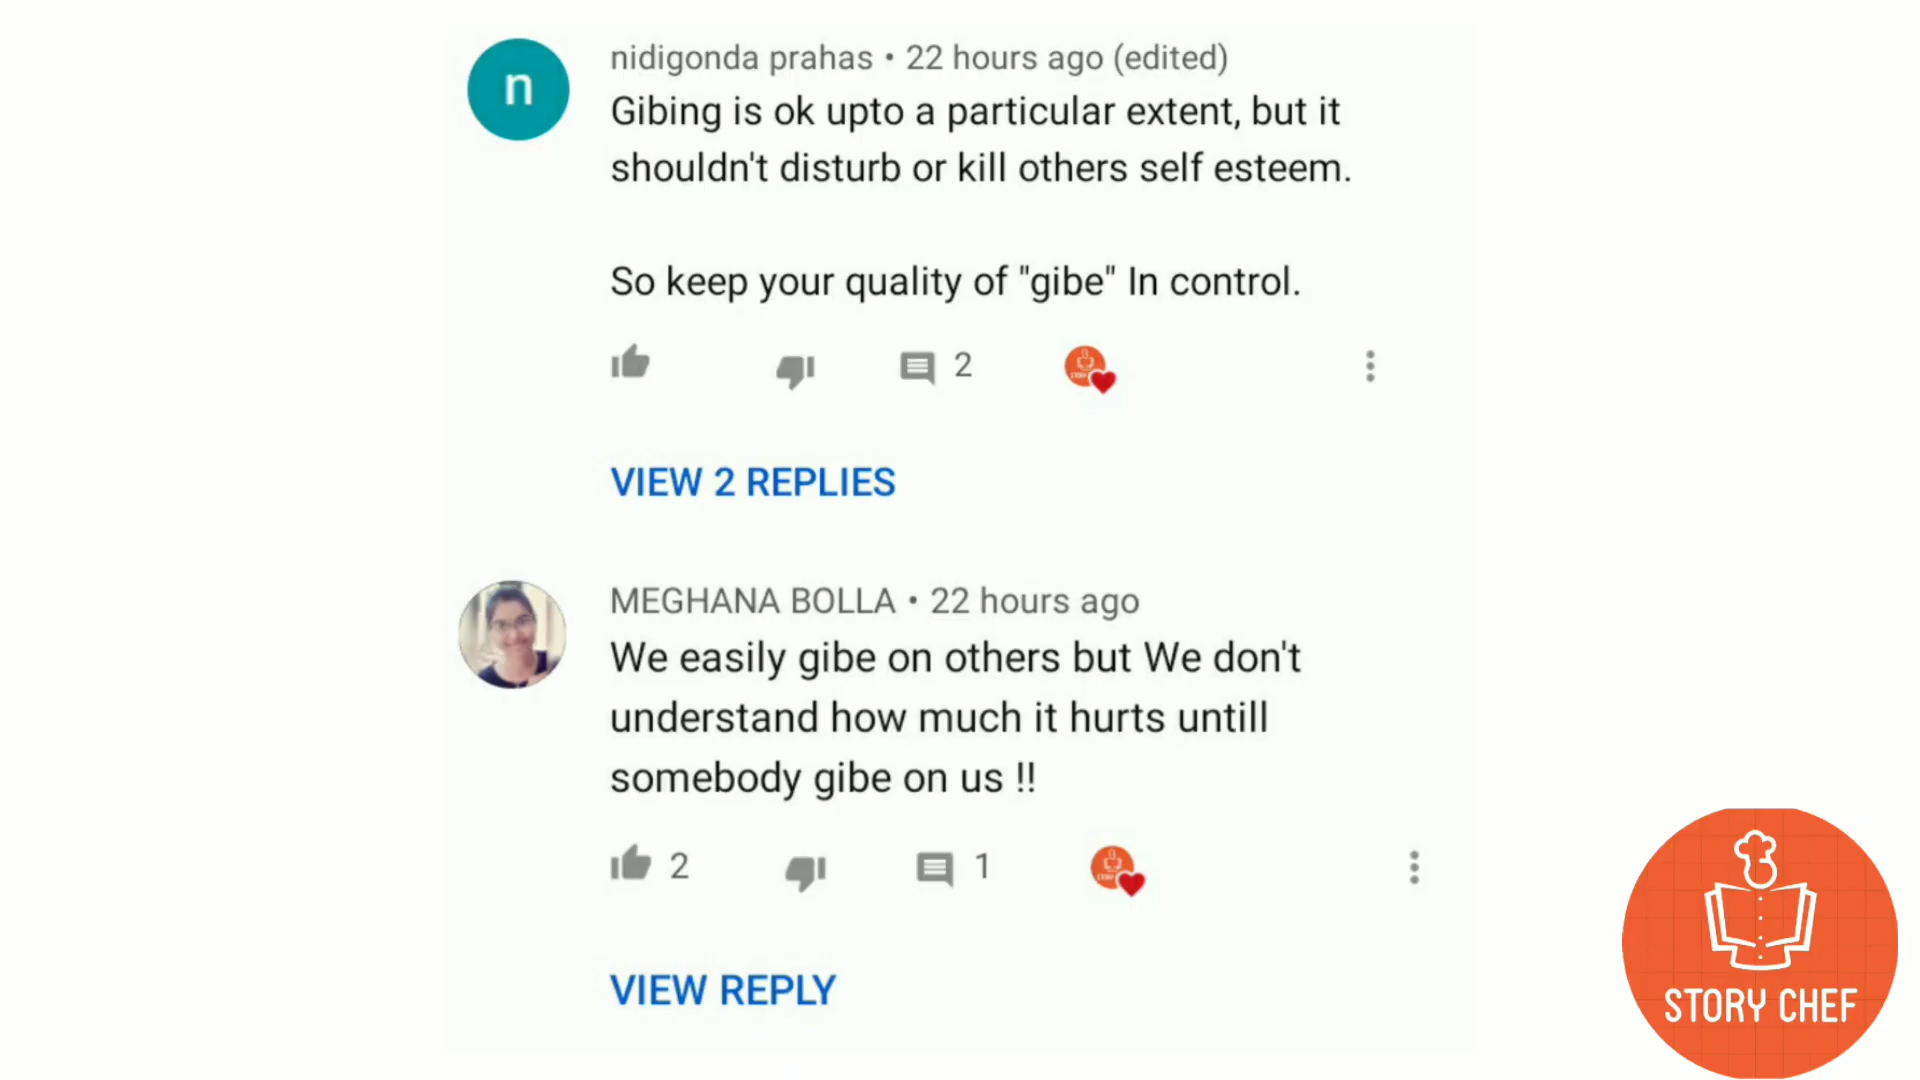 n
nidigonda prahas • 22 hours ago (edited)
Gibing is ok upto a particular extent, but it
shouldn't disturb or kill others self esteem.
So keep your quality of "gibe" In control.
2
VIEW 2 REPLIES
MEGHANA BOLLA • 22 hours ago
We easily gibe on others but We don't
understand how much it hurts untill
somebody gibe on us !!
2 1
VIEW REPLY
STORY CHEF